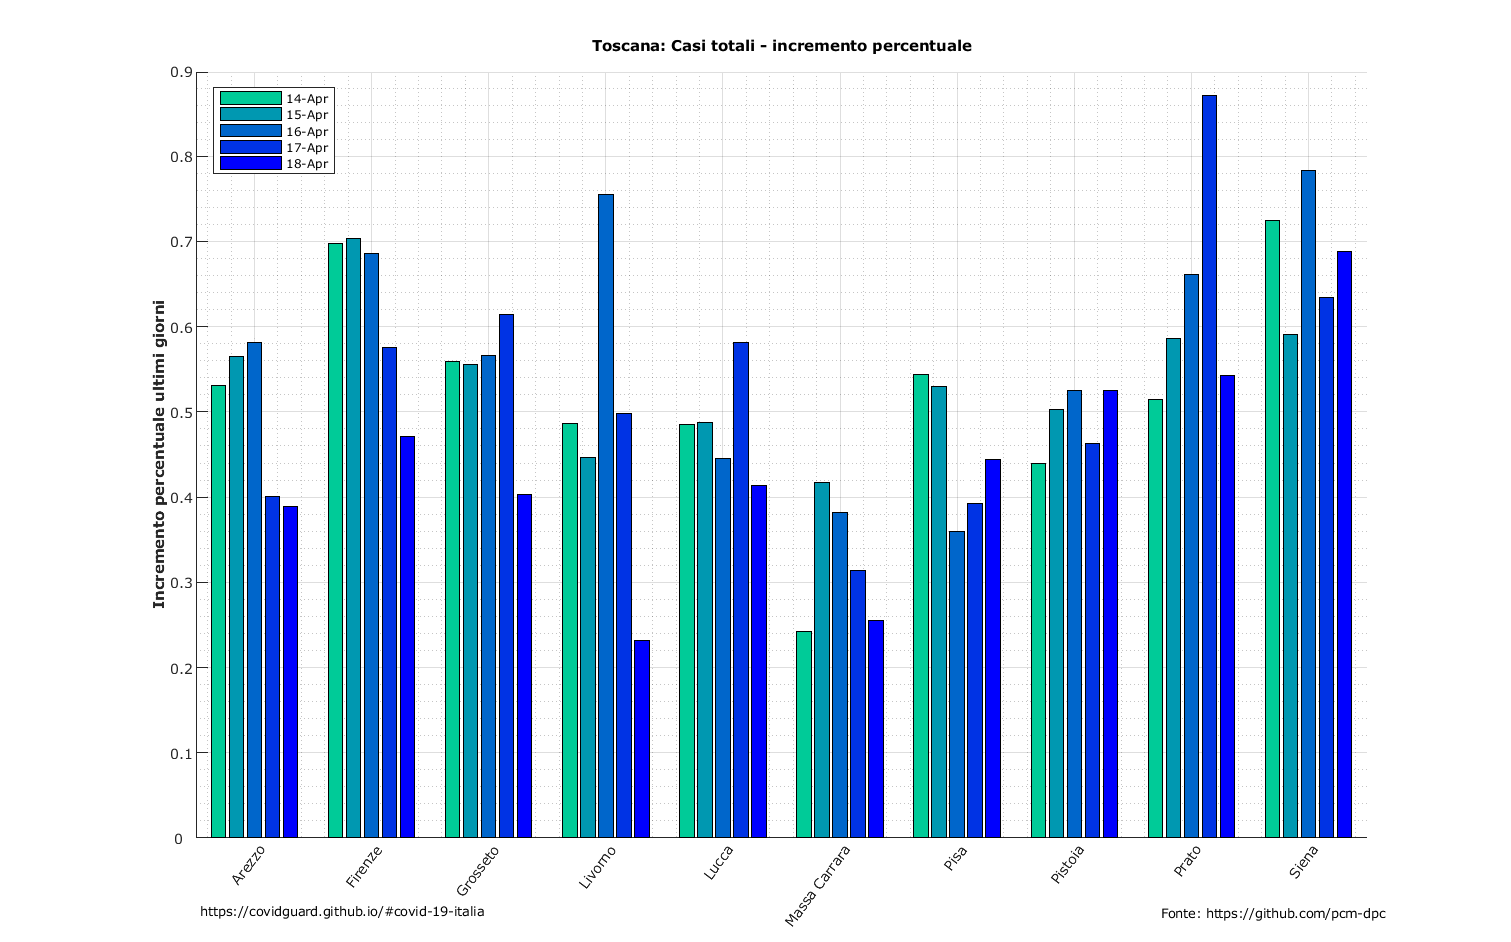 Toscana: Casi totali - incremento percentuale
Incremento percentuale ultimi giorni
0.9
0.8
0.7
0.6
0.5
0.4
0.3
0.2
0.1
0
14-Apr
15-Apr
16-Apr
17-Apr
18-Apr
Arezzo
Firenze
Grosseto
Livorno
Lucca
Massa Carrara
Pisa
Pistoia
Prato
Siena
https://covidguard.github.io/#covid-19-italia
Fonte: https://github.com/pcm-dpc